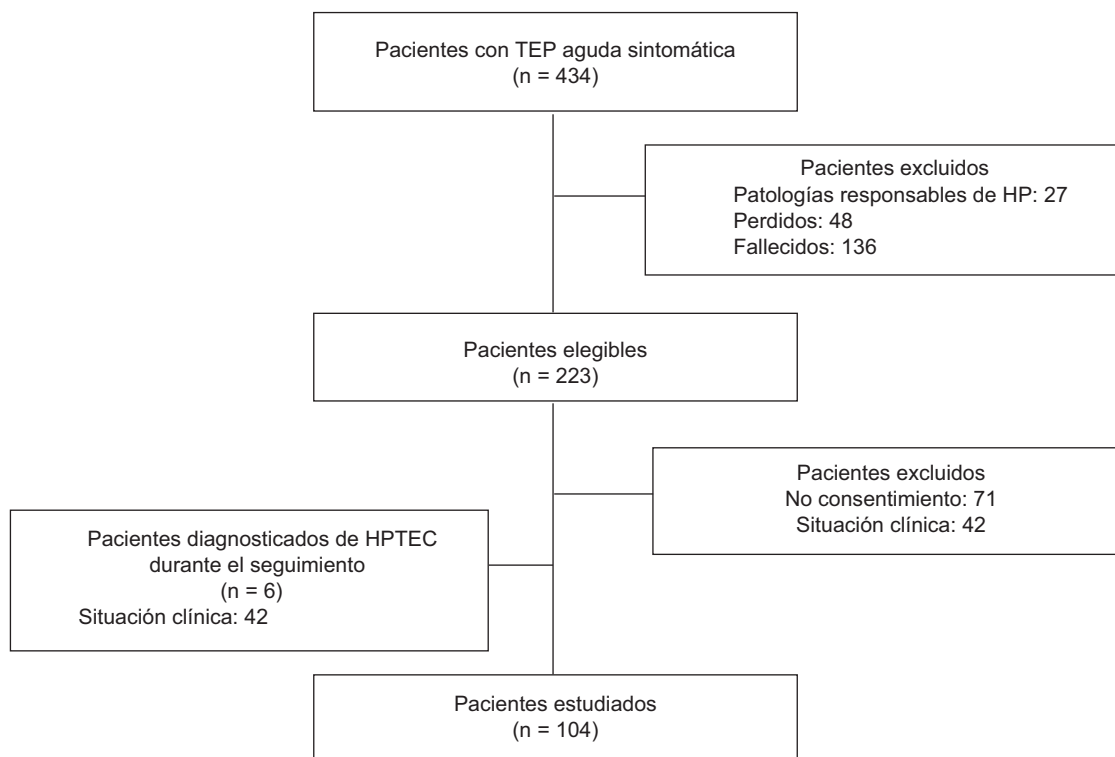 Pacientes con TEP aguda sintomática
(n = 434)
Pacientes excluidos
Patologías responsables de HP: 27
Perdidos: 48
Fallecidos: 136
Pacientes elegibles
(n = 223)
Pacientes excluidos
No consentimiento: 71
Situación clínica: 42
Pacientes diagnosticados de HPTEC
durante el seguimiento
(n = 6)
Situación clínica: 42
Pacientes estudiados
(n = 104)